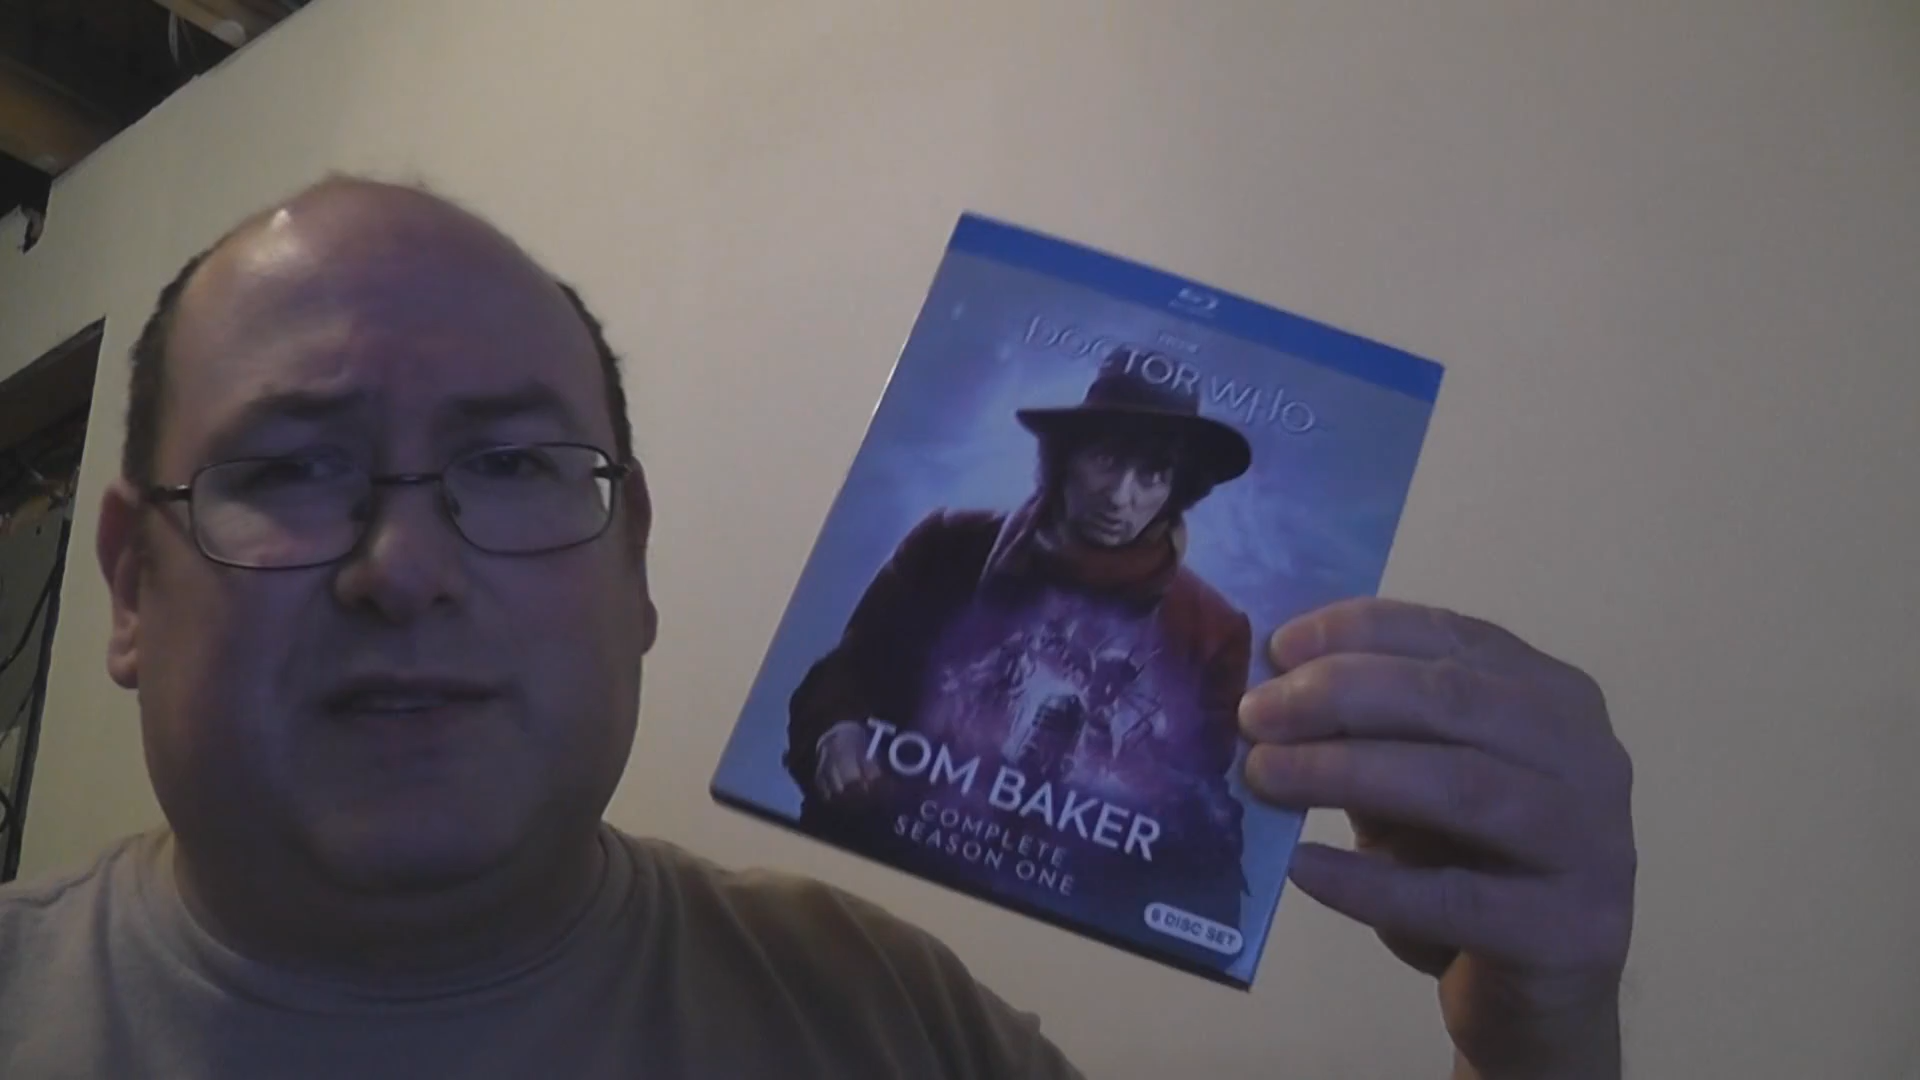 DOCTOR WHO
TOM BAKER
COMPLETE
SEASON ONE
6 DISC SET